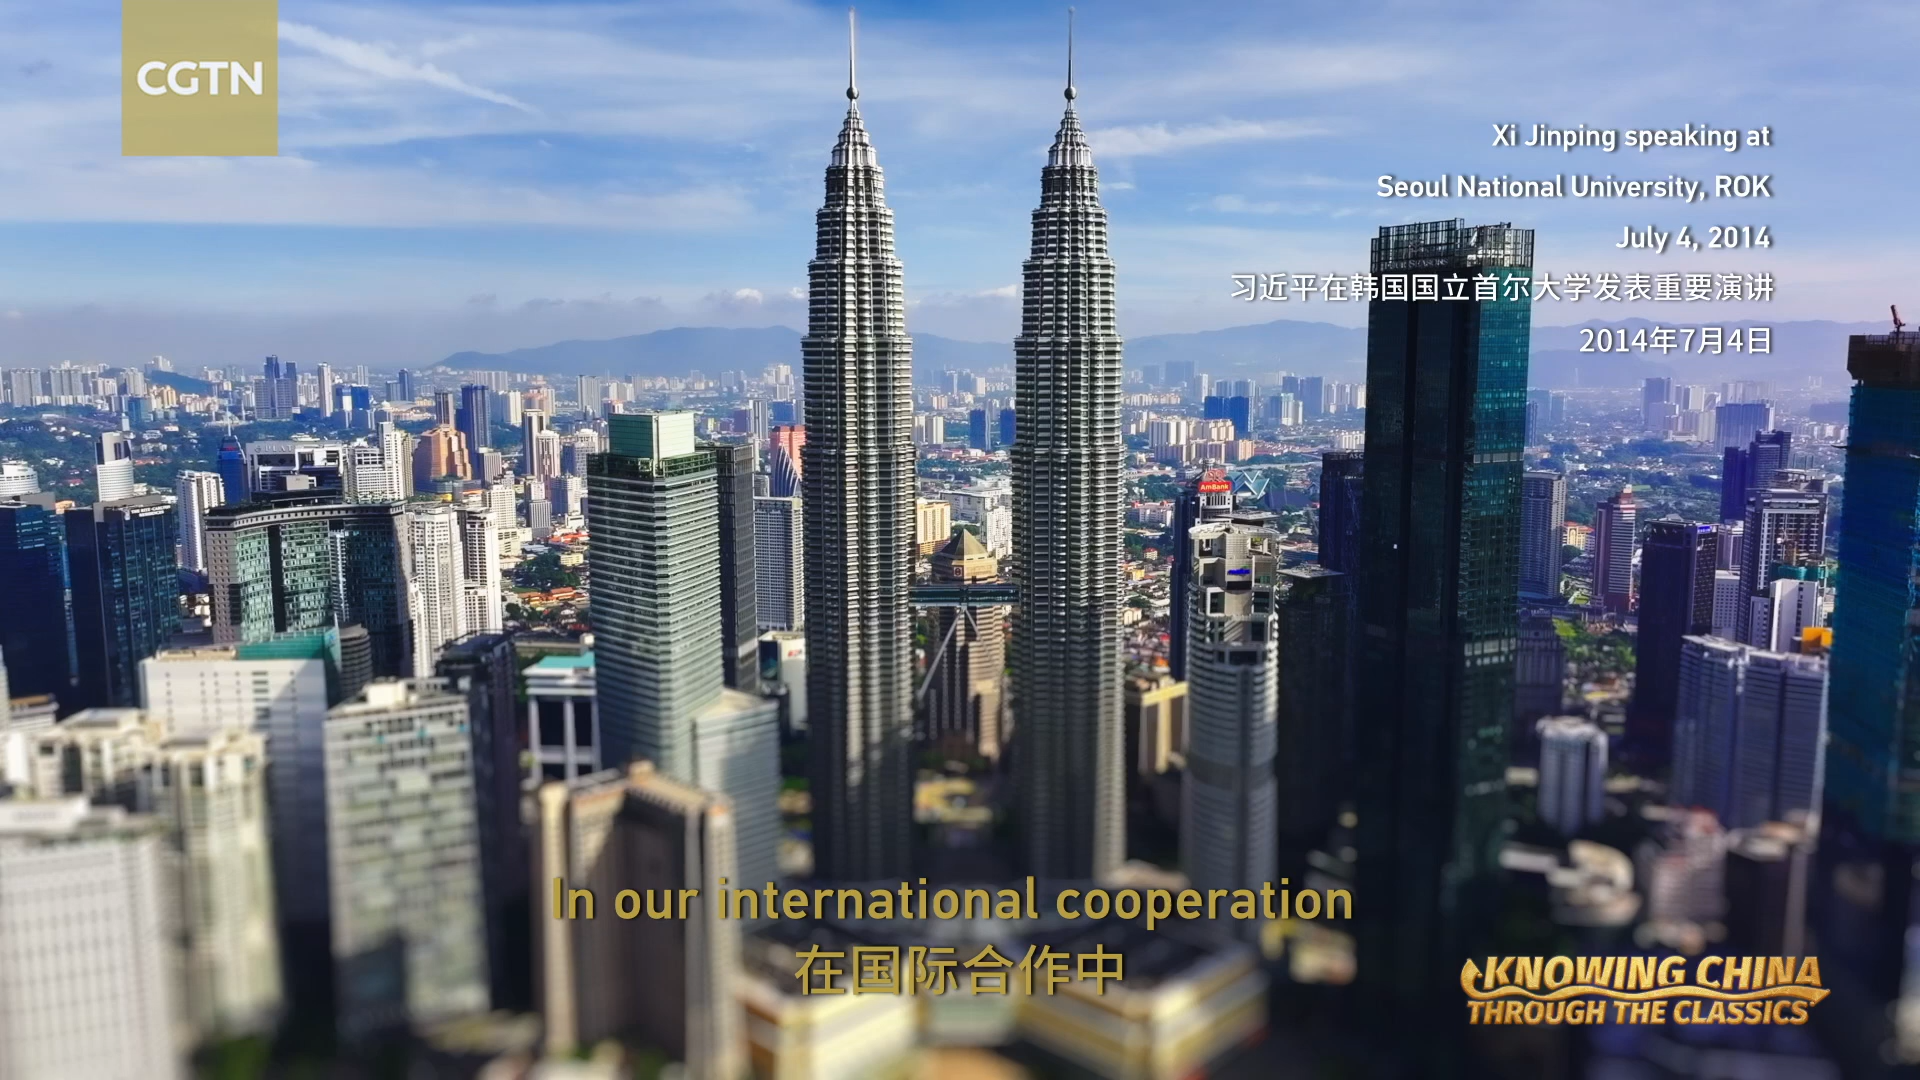 CGTN
Xi Jinping speaking at
Seoul National University, ROK
July 4, 2014
习近平在韩国国立首尔大学发表重要演讲
2014年7月4日
AmBank
In our international cooperation
在国际合作中
KNOWING CHINA
THROUGH THE CLASSICS